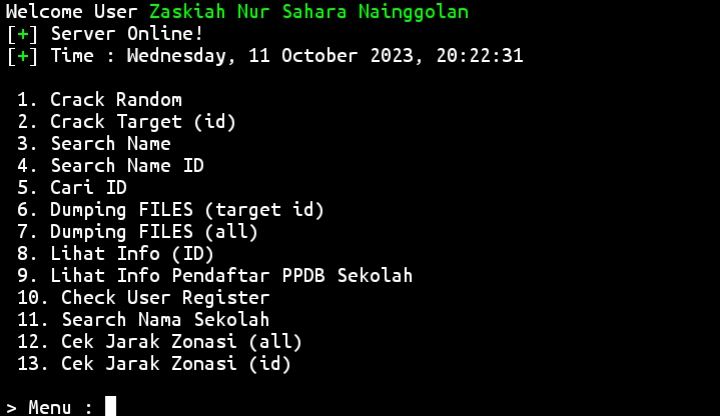 Welcome User Zaskiah Nur Sahara Nainggolan
[+] Server Online!
[+] Time : Wednesday, 11 October 2023, 20:22:31
1. Crack Random
2. Crack Target (id)
3. Search Name
4. Search Name ID
5. Cari ID
6. Dumping FILES (target id)
7. Dumping FILES (all)
8. Lihat Info (ID)
9. Lihat Info Pendaftar PPDB Sekolah
10. Check User Register
11. Search Nama Sekolah
12. Cek Jarak Zonasi (all)
13. Cek Jarak Zonasi (id)
> Menu :